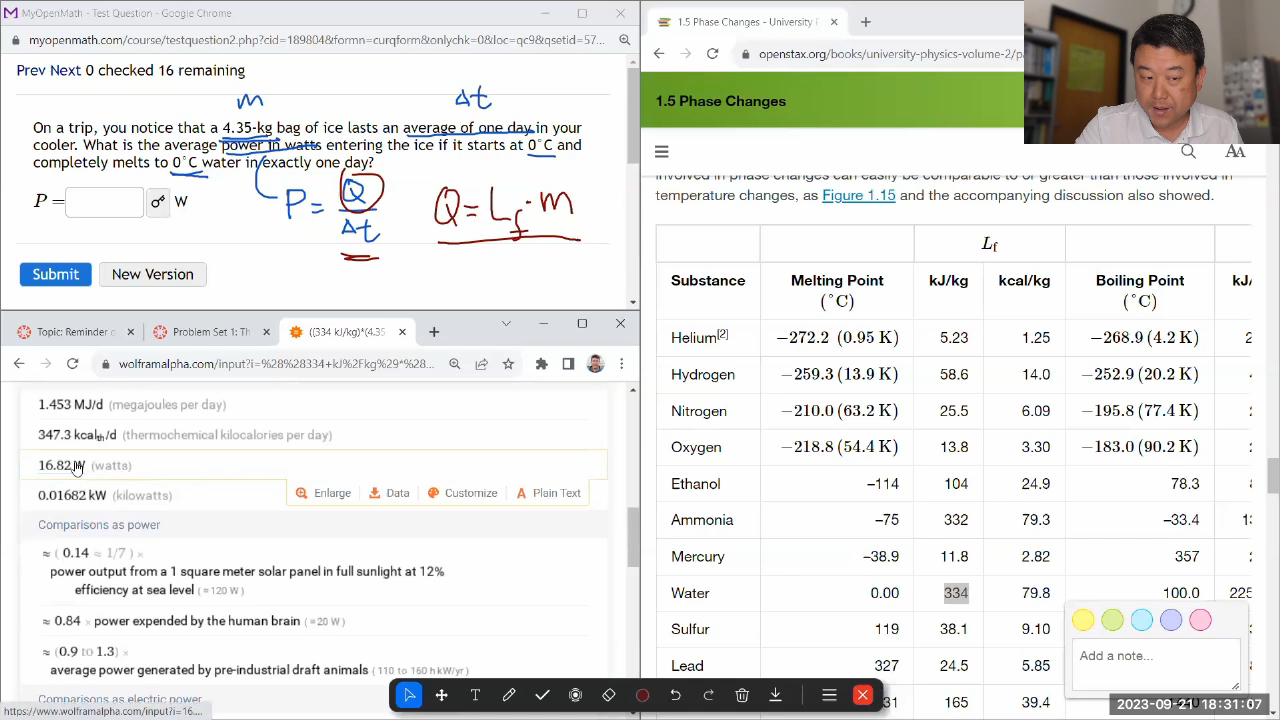 MyOpenMath - Test Question - Google Chrome
myopenmath.com/course/testquestion.php?cid=189804&formn=curqform&onlychk=0&loc=qc9&qsetid=57...
Prev Next 0 checked 16 remaining
m
Δt
On a trip, you notice that a 4.35-kg bag of ice lasts an average of one day in your
cooler. What is the average power in watts entering the ice if it starts at 0°C and
completely melts to 0°C water in exactly one day?
P =
σ
W
P = Q
Δt
Q = Lf · m
Submit
New Version
Topic: Reminder o
Problem Set 1: Th
((334 kJ/kg)*(4.35
wolframalpha.com/input?i=%28%28334+kJ%2Fkg%29*%28...
1.453 MJ/d (megajoules per day)
347.3 kcalth/d (thermochemical kilocalories per day)
16.82 W (watts)
0.01682 kW (kilowatts)
Enlarge
Data
Customize
A Plain Text
Comparisons as power
≈ ( 0.14 ≈ 1/7 ) ×
power output from a 1 square meter solar panel in full sunlight at 12%
efficiency at sea level ( ≈ 120 W )
≈ 0.84 × power expended by the human brain ( ≈ 20 W )
≈ (0.9 to 1.3) ×
average power generated by pre-industrial draft animals ( 110 to 160 h kW/yr )
Comparisons as electric power
https://www.wolframalpha.com/input?i=16....
1.5 Phase Changes - University P
openstax.org/books/university-physics-volume-2/pa
1.5 Phase Changes
AA
involved in phase changes can easily be comparable to or greater than those involved in
temperature changes, as Figure 1.15 and the accompanying discussion also showed.
Lf
Substance Melting Point (°C) kJ/kg kcal/kg Boiling Point (°C) kJ/
Helium[2] −272.2 (0.95 K) 5.23 1.25 −268.9 (4.2 K) 2
Hydrogen −259.3 (13.9 K) 58.6 14.0 −252.9 (20.2 K) 4
Nitrogen −210.0 (63.2 K) 25.5 6.09 −195.8 (77.4 K) 2
Oxygen −218.8 (54.4 K) 13.8 3.30 −183.0 (90.2 K) 2
Ethanol −114 104 24.9 78.3 8
Ammonia −75 332 79.3 −33.4 13
Mercury −38.9 11.8 2.82 357 2
Water 0.00 334 79.8 100.0 225
Sulfur 119 38.1 9.10
Lead 327 24.5 5.85
165 39.4
Add a note...
T
2023-09-21 18:31:07